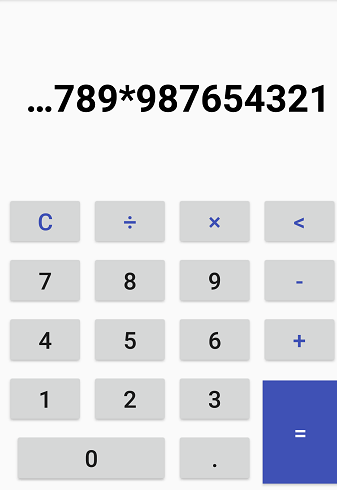 …789*987654321
C ÷ × <
7 8 9 -
4 5 6 +
1 2 3 =
0 .